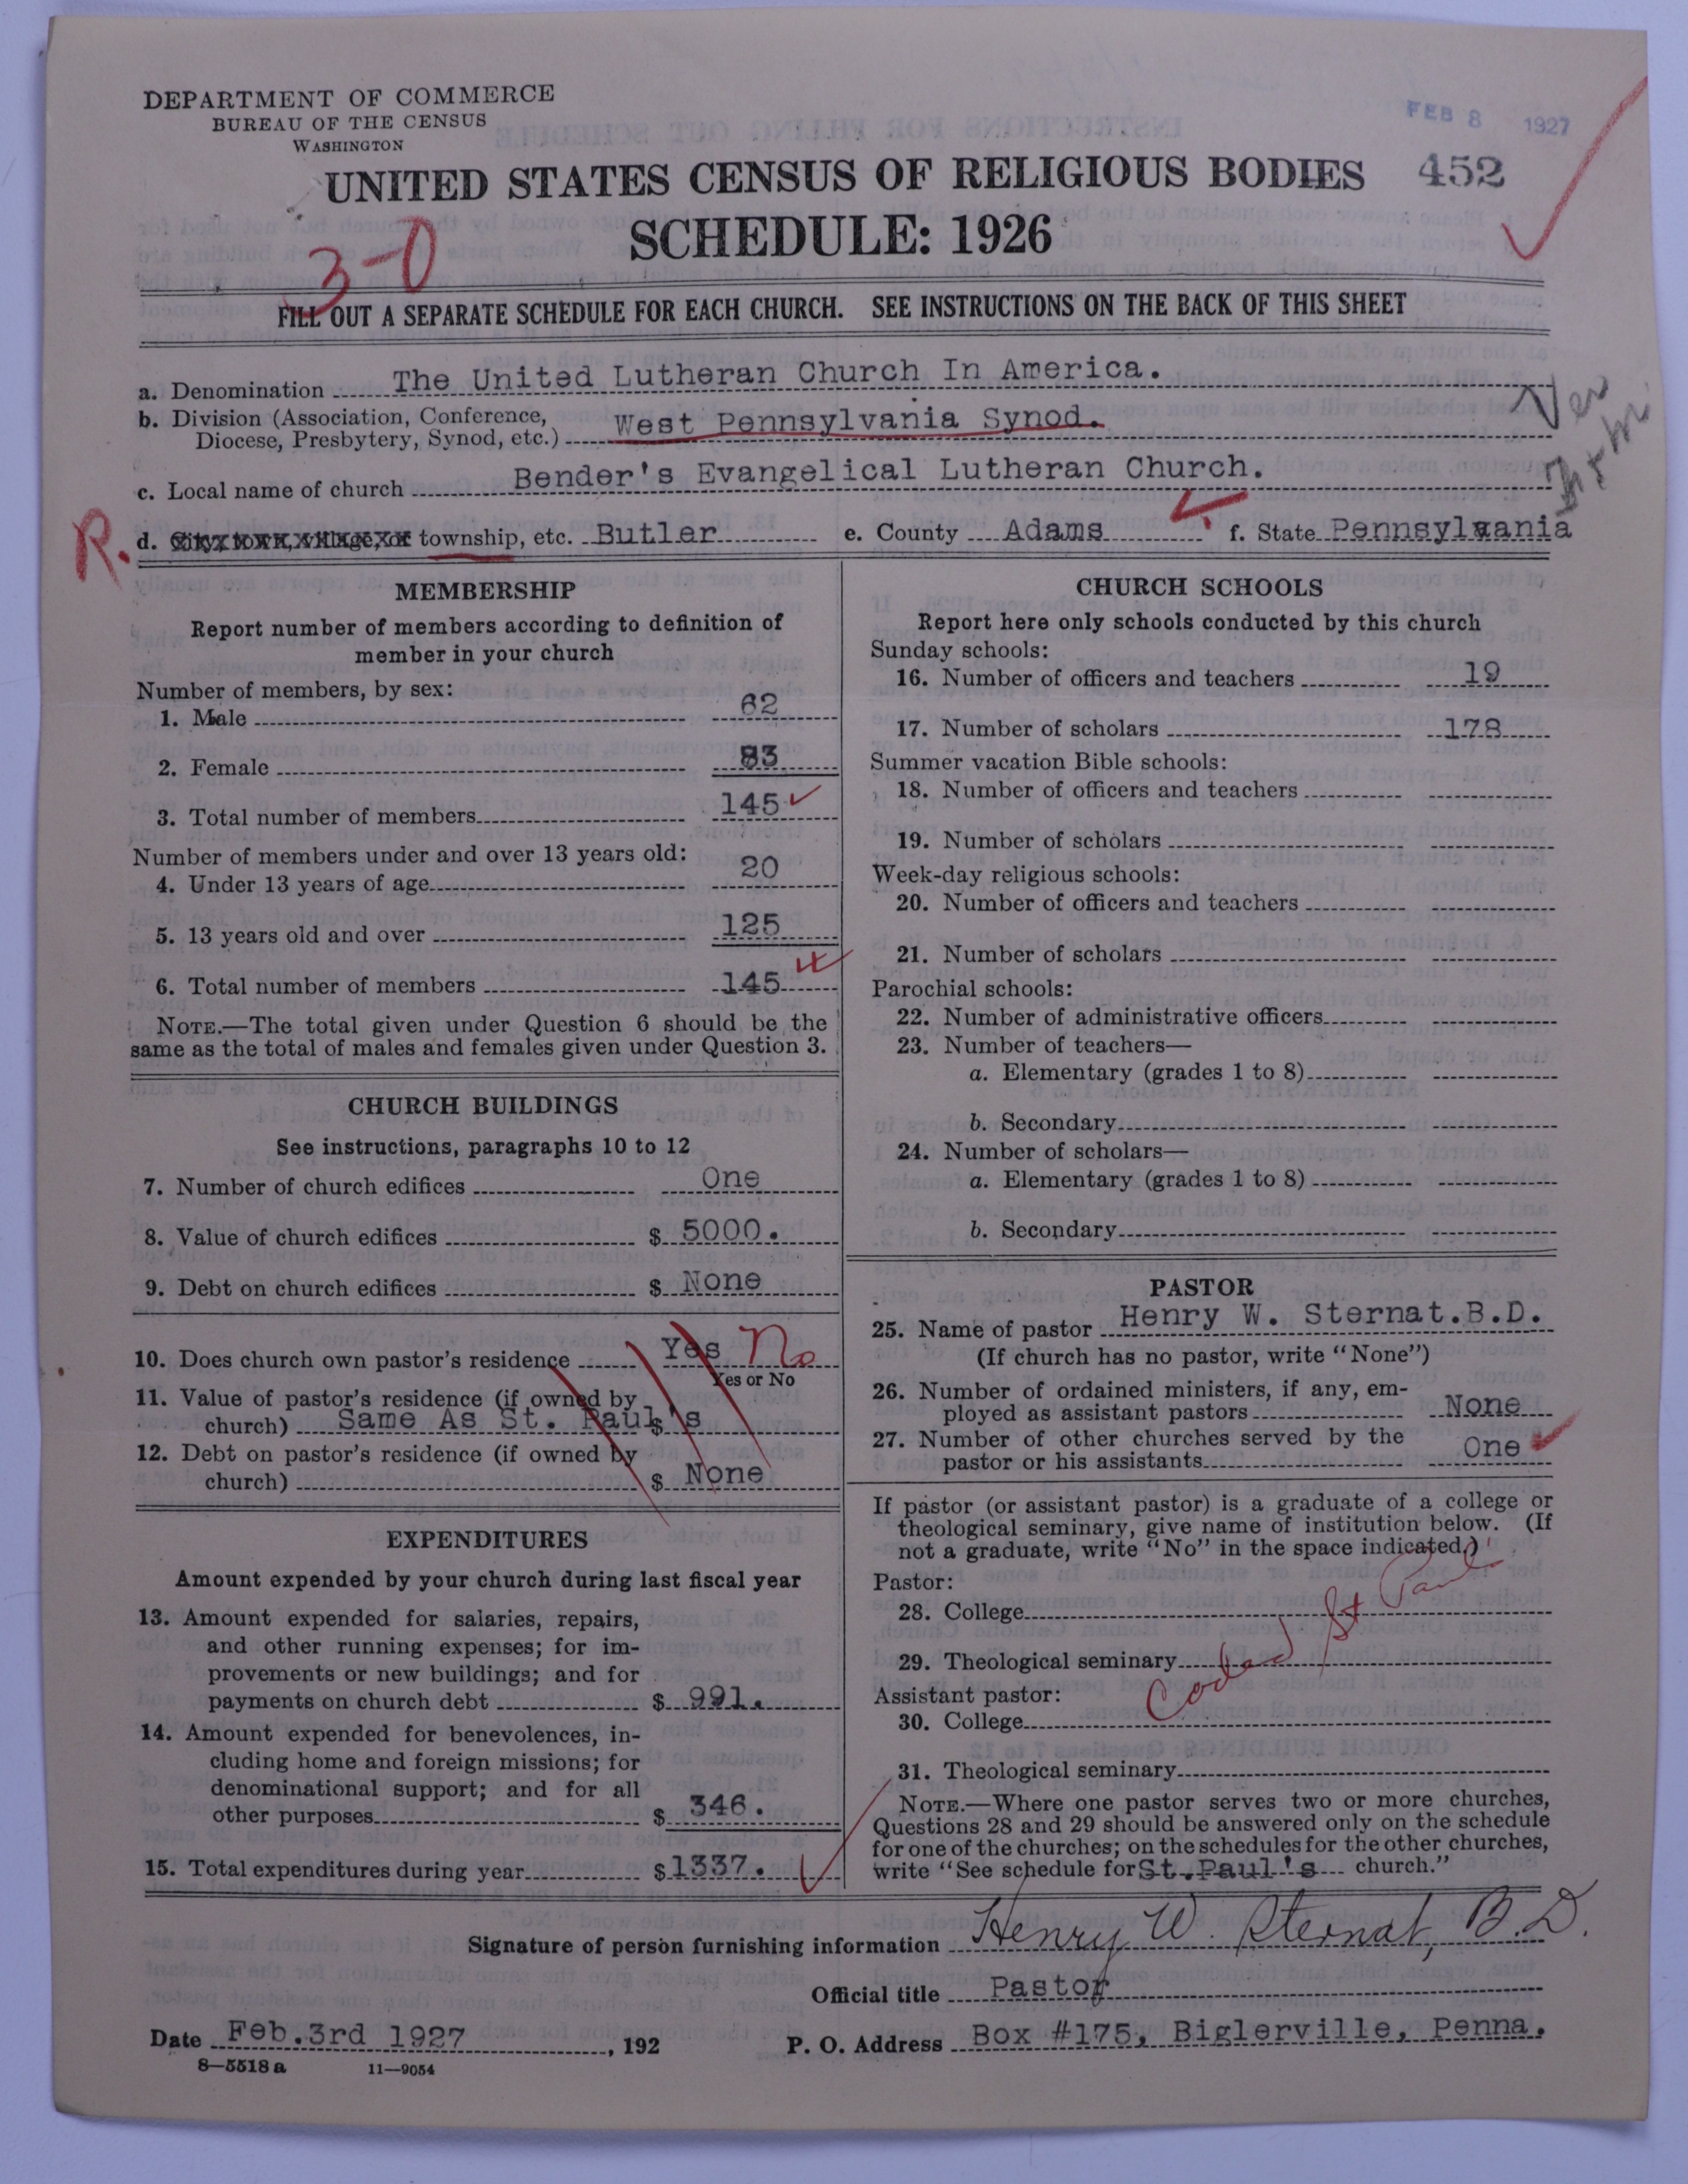 DEPARTMENT OF COMMERCE
BUREAU OF THE CENSUS
WASHINGTON
FEB 8 1927
UNITED STATES CENSUS OF RELIGIOUS BODIES 452
SCHEDULE: 1926
3-0
FILL OUT A SEPARATE SCHEDULE FOR EACH CHURCH. SEE INSTRUCTIONS ON THE BACK OF THIS SHEET
a. Denomination The United Lutheran Church In America.
b. Division (Association, Conference,
Diocese, Presbytery, Synod, etc.) West Pennsylvania Synod.
c. Local name of church Bender's Evangelical Lutheran Church.
R.
d. City, town, village, or township, etc. Butler e. County Adams f. State Pennsylvania
MEMBERSHIP
Report number of members according to definition of
member in your church
Number of members, by sex:
1. Male 62
2. Female 83
3. Total number of members 145
Number of members under and over 13 years old:
4. Under 13 years of age 20
5. 13 years old and over 125
6. Total number of members 145
NOTE.—The total given under Question 6 should be the
same as the total of males and females given under Question 3.
CHURCH BUILDINGS
See instructions, paragraphs 10 to 12
7. Number of church edifices One
8. Value of church edifices $ 5000.
9. Debt on church edifices $ None
10. Does church own pastor's residence Yes No
Yes or No
11. Value of pastor's residence (if owned by
church) Same As St. Paul's $
12. Debt on pastor's residence (if owned by
church) $ None
EXPENDITURES
Amount expended by your church during last fiscal year
13. Amount expended for salaries, repairs,
and other running expenses; for im-
provements or new buildings; and for
payments on church debt $ 991.
14. Amount expended for benevolences, in-
cluding home and foreign missions; for
denominational support; and for all
other purposes $ 346.
15. Total expenditures during year $ 1337.
CHURCH SCHOOLS
Report here only schools conducted by this church
Sunday schools:
16. Number of officers and teachers 19
17. Number of scholars 178
Summer vacation Bible schools:
18. Number of officers and teachers
19. Number of scholars
Week-day religious schools:
20. Number of officers and teachers
21. Number of scholars
Parochial schools:
22. Number of administrative officers
23. Number of teachers—
a. Elementary (grades 1 to 8)
b. Secondary
24. Number of scholars—
a. Elementary (grades 1 to 8)
b. Secondary
PASTOR
25. Name of pastor Henry W. Sternat.B.D.
(If church has no pastor, write "None")
26. Number of ordained ministers, if any, em-
ployed as assistant pastors None
27. Number of other churches served by the
pastor or his assistants One
If pastor (or assistant pastor) is a graduate of a college or
theological seminary, give name of institution below. (If
not a graduate, write "No" in the space indicated.)
Pastor:
28. College
29. Theological seminary
Coded St Paul
Assistant pastor:
30. College
31. Theological seminary
NOTE.—Where one pastor serves two or more churches,
Questions 28 and 29 should be answered only on the schedule
for one of the churches; on the schedules for the other churches,
write "See schedule for St. Paul's church."
Signature of person furnishing information Henry W. Sternat, B.D.
Official title Pastor
Date Feb.3rd 1927, 192 P. O. Address Box #175, Biglerville, Penna.
8—5518 a 11—9054